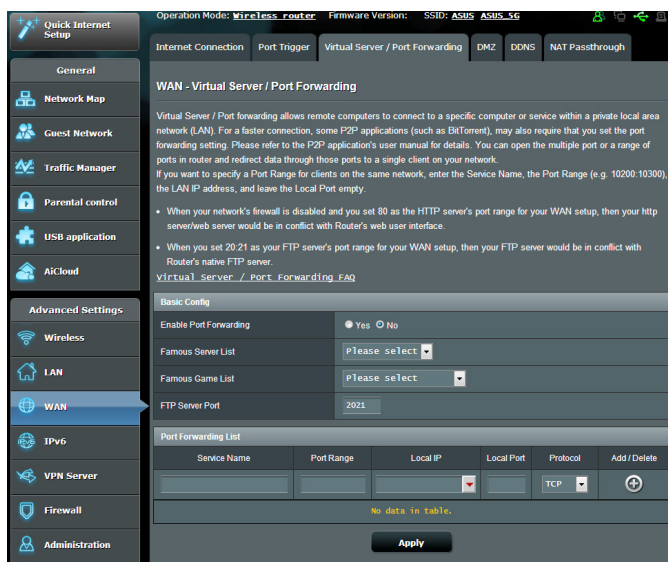 Quick Internet Setup
Operation Mode: Wireless router Firmware Version: SSID: ASUS ASUS_5G
Internet Connection Port Trigger Virtual Server / Port Forwarding DMZ DDNS NAT Passthrough
General
Network Map
Guest Network
Traffic Manager
Parental control
USB application
AiCloud
Advanced Settings
Wireless
LAN
WAN
IPv6
VPN Server
Firewall
Administration
WAN - Virtual Server / Port Forwarding
Virtual Server / Port forwarding allows remote computers to connect to a specific computer or service within a private local area
network (LAN). For a faster connection, some P2P applications (such as BitTorrent), may also require that you set the port
forwarding setting. Please refer to the P2P application's user manual for details. You can open the multiple port or a range of
ports in router and redirect data through those ports to a single client on your network.
If you want to specify a Port Range for clients on the same network, enter the Service Name, the Port Range (e.g. 10200:10300),
the LAN IP address, and leave the Local Port empty.
• When your network's firewall is disabled and you set 80 as the HTTP server's port range for your WAN setup, then your http
server/web server would be in conflict with Router's web user interface.
• When you set 20:21 as your FTP server's port range for your WAN setup, then your FTP server would be in conflict with
Router's native FTP server.
Virtual Server / Port Forwarding FAQ
Basic Config
Enable Port Forwarding Yes No
Famous Server List Please select
Famous Game List Please select
FTP Server Port 2021
Port Forwarding List
Service Name Port Range Local IP Local Port Protocol Add / Delete
TCP
No data in table.
Apply